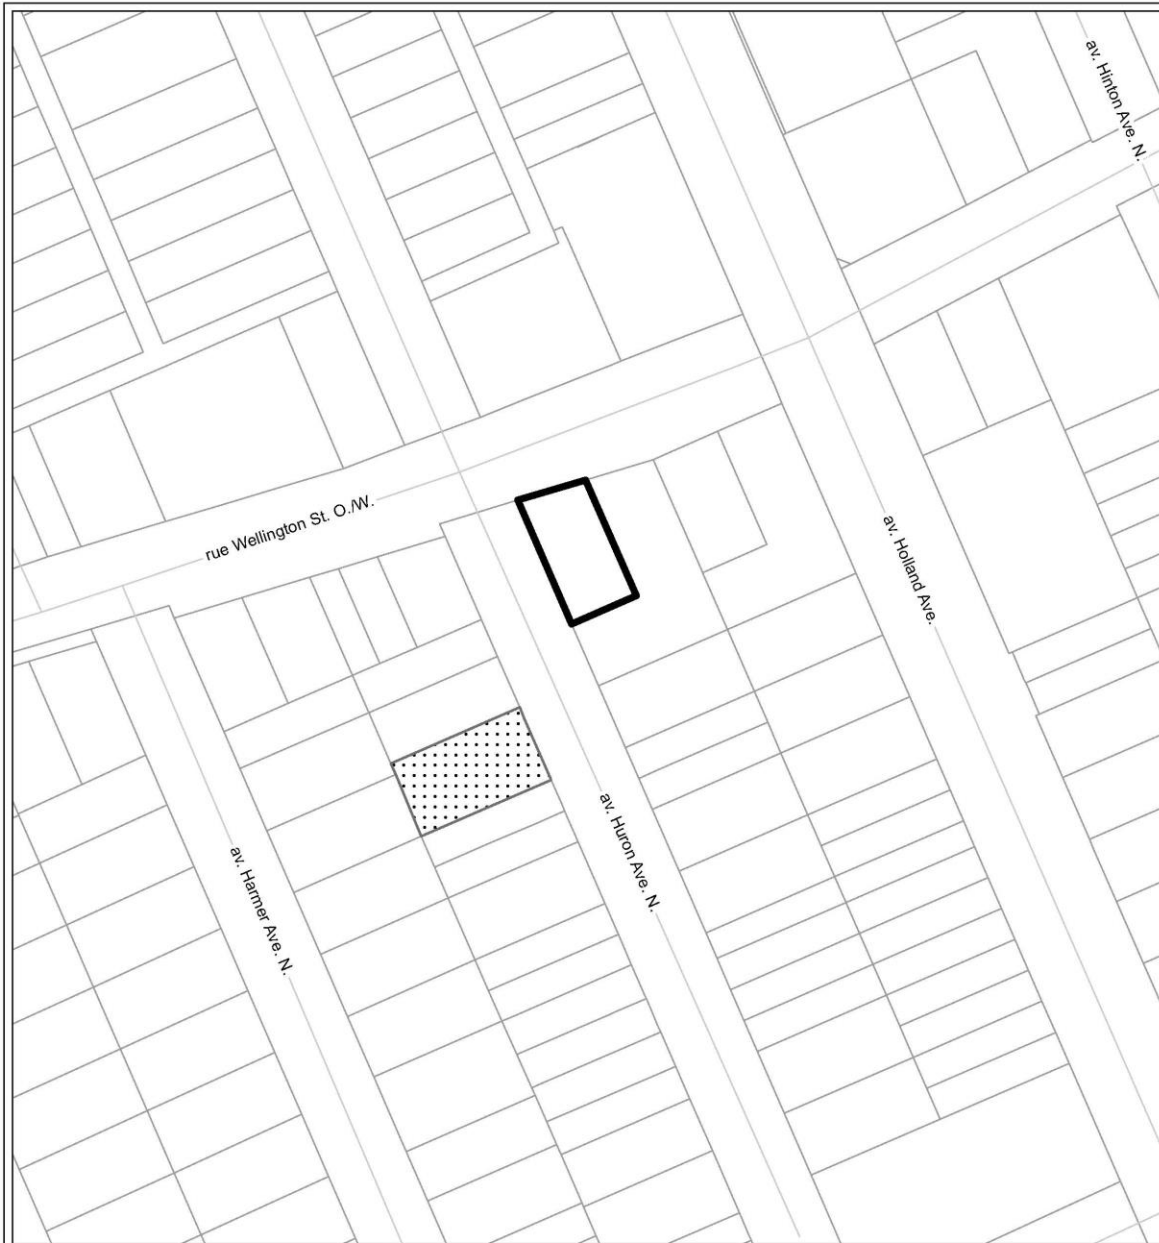 av. Hinton Ave. N.
rue Wellington St. O./W.
av. Holland Ave.
av. Huron Ave. N.
av. Harmer Ave. N.